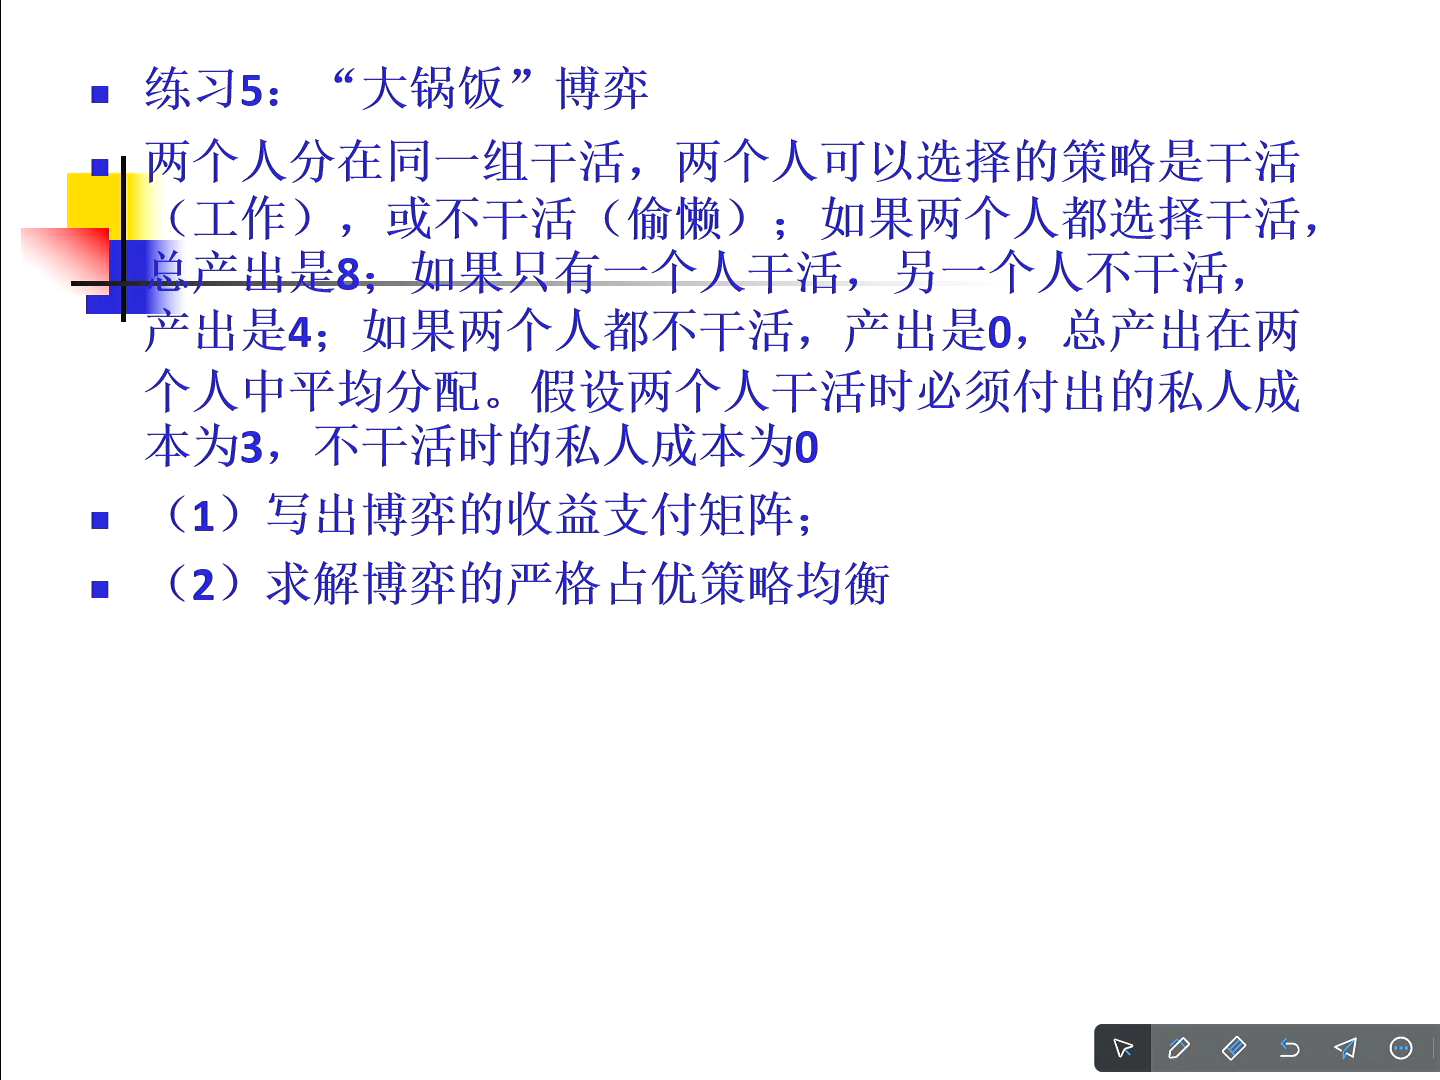 练习5：“大锅饭”博弈
两个人分在同一组干活，两个人可以选择的策略是干活
（工作），或不干活（偷懒）；如果两个人都选择干活，
总产出是8；如果只有一个人干活，另一个人不干活，
产出是4；如果两个人都不干活，产出是0，总产出在两
个人中平均分配。假设两个人干活时必须付出的私人成
本为3，不干活时的私人成本为0
（1）写出博弈的收益支付矩阵；
（2）求解博弈的严格占优策略均衡